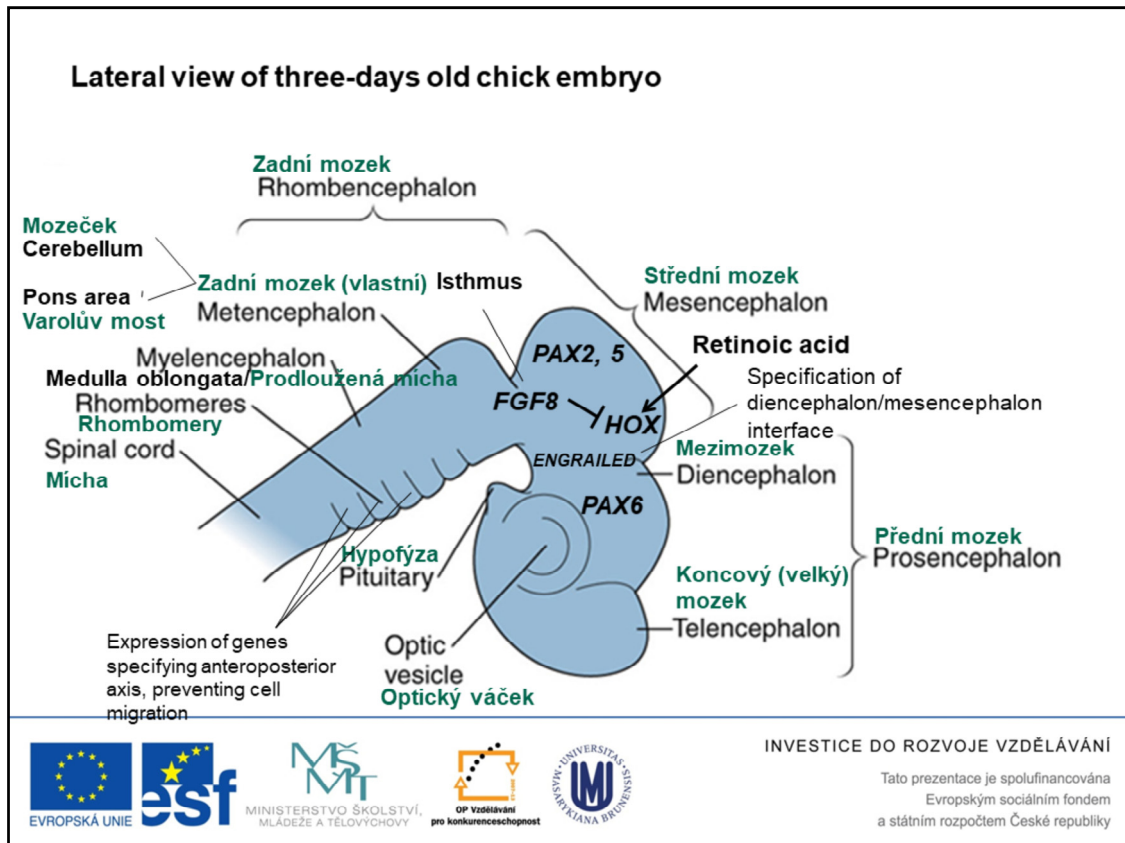 Lateral view of three-days old chick embryo
Zadní mozek
Rhombencephalon
Mozeček
Cerebellum
Pons area
Varolův most
Zadní mozek (vlastní)
Metencephalon
Isthmus
Střední mozek
Mesencephalon
Myelencephalon
Medulla oblongata/Prodloužená mícha
Rhombomeres
Rhombomery
Spinal cord
Mícha
PAX2, 5
FGF8
HOX
ENGRAILED
PAX6
Retinoic acid
Specification of
diencephalon/mesencephalon
interface
Mezimozek
Diencephalon
Přední mozek
Prosencephalon
Koncový (velký)
mozek
Telencephalon
Hypofýza
Pituitary
Optic
vesicle
Optický váček
Expression of genes
specifying anteroposterior
axis, preventing cell
migration
EVROPSKÁ UNIE
esf
MŠMT
MINISTERSTVO ŠKOLSTVÍ,
MLÁDEŽE A TĚLOVÝCHOVY
OP Vzdělávání
pro konkurenceschopnost
UNIVERSITAS MASARYKIANA BRUNENSIS
INVESTICE DO ROZVOJE VZDĚLÁVÁNÍ
Tato prezentace je spolufinancována
Evropským sociálním fondem
a státním rozpočtem České republiky